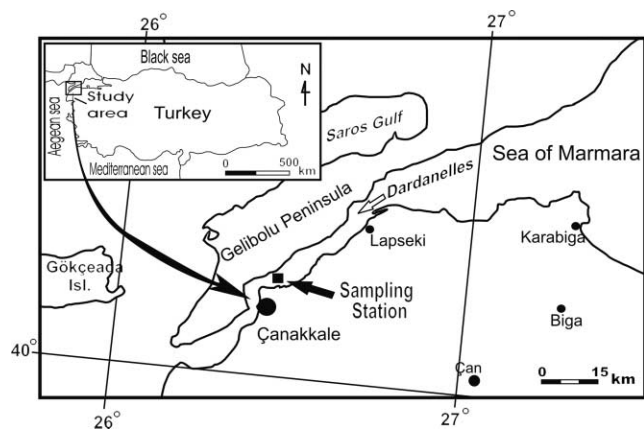 26°
27°
Black sea
N
Study
area
Turkey
Aegean sea
Mediterranean sea
0 500
km
Saros Gulf
Sea of Marmara
Dardanelles
Gelibolu Peninsula
Lapseki
Karabiga
Gökçeada
Isl.
Sampling
Station
Çanakkale
Biga
40°
Çan
0 15
km
26°
27°